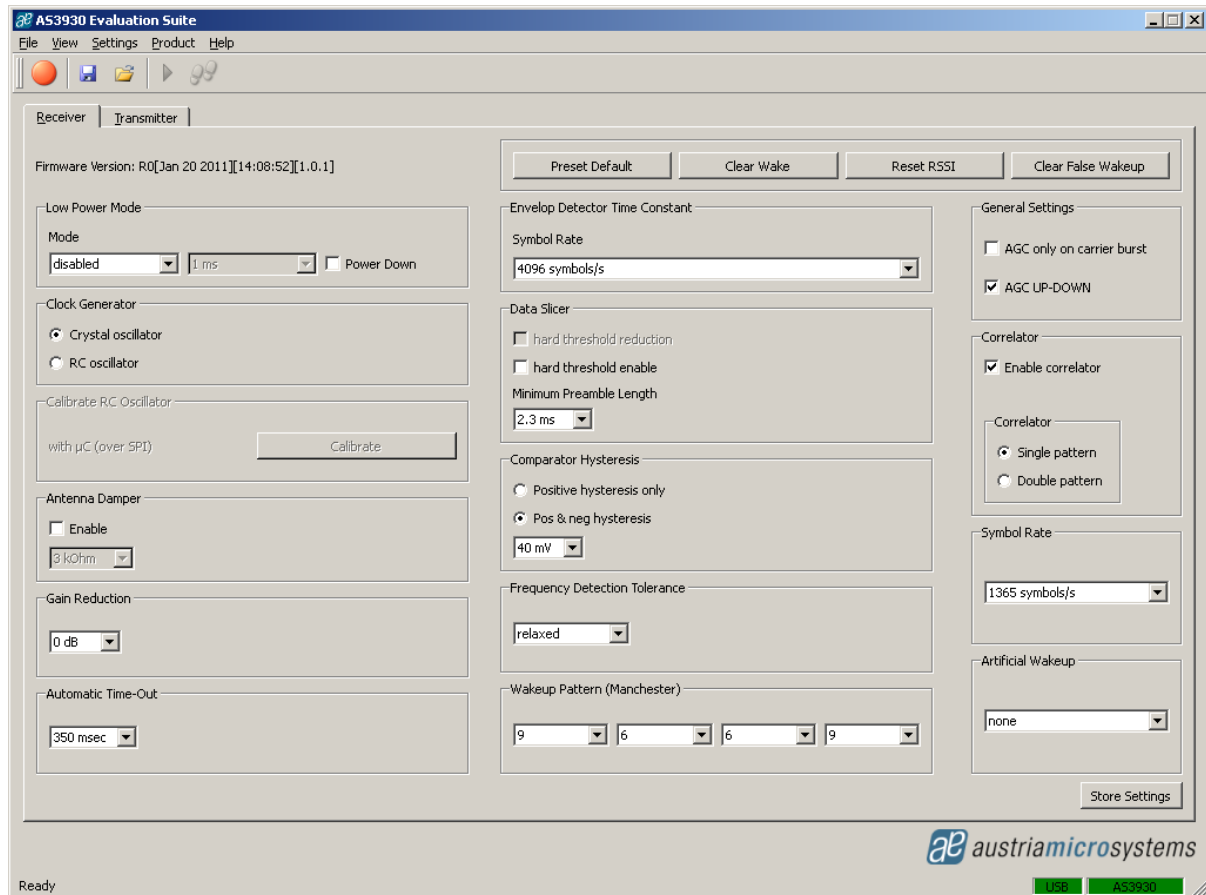 AS3930 Evaluation Suite
File View Settings Product Help
Receiver Transmitter
Firmware Version: R0[Jan 20 2011][14:08:52][1.0.1]
Preset Default Clear Wake Reset RSSI Clear False Wakeup
Low Power Mode
Mode
disabled 1 ms Power Down
Clock Generator
Crystal oscillator
RC oscillator
Calibrate RC Oscillator
with µC (over SPI) Calibrate
Antenna Damper
Enable
3 kOhm
Gain Reduction
0 dB
Automatic Time-Out
350 msec
Envelop Detector Time Constant
Symbol Rate
4096 symbols/s
Data Slicer
hard threshold reduction
hard threshold enable
Minimum Preamble Length
2.3 ms
Comparator Hysteresis
Positive hysteresis only
Pos & neg hysteresis
40 mV
Frequency Detection Tolerance
relaxed
Wakeup Pattern (Manchester)
9 6 6 9
General Settings
AGC only on carrier burst
AGC UP-DOWN
Correlator
Enable correlator
Correlator
Single pattern
Double pattern
Symbol Rate
1365 symbols/s
Artificial Wakeup
none
Store Settings
austriamicrosystems
Ready USB AS3930